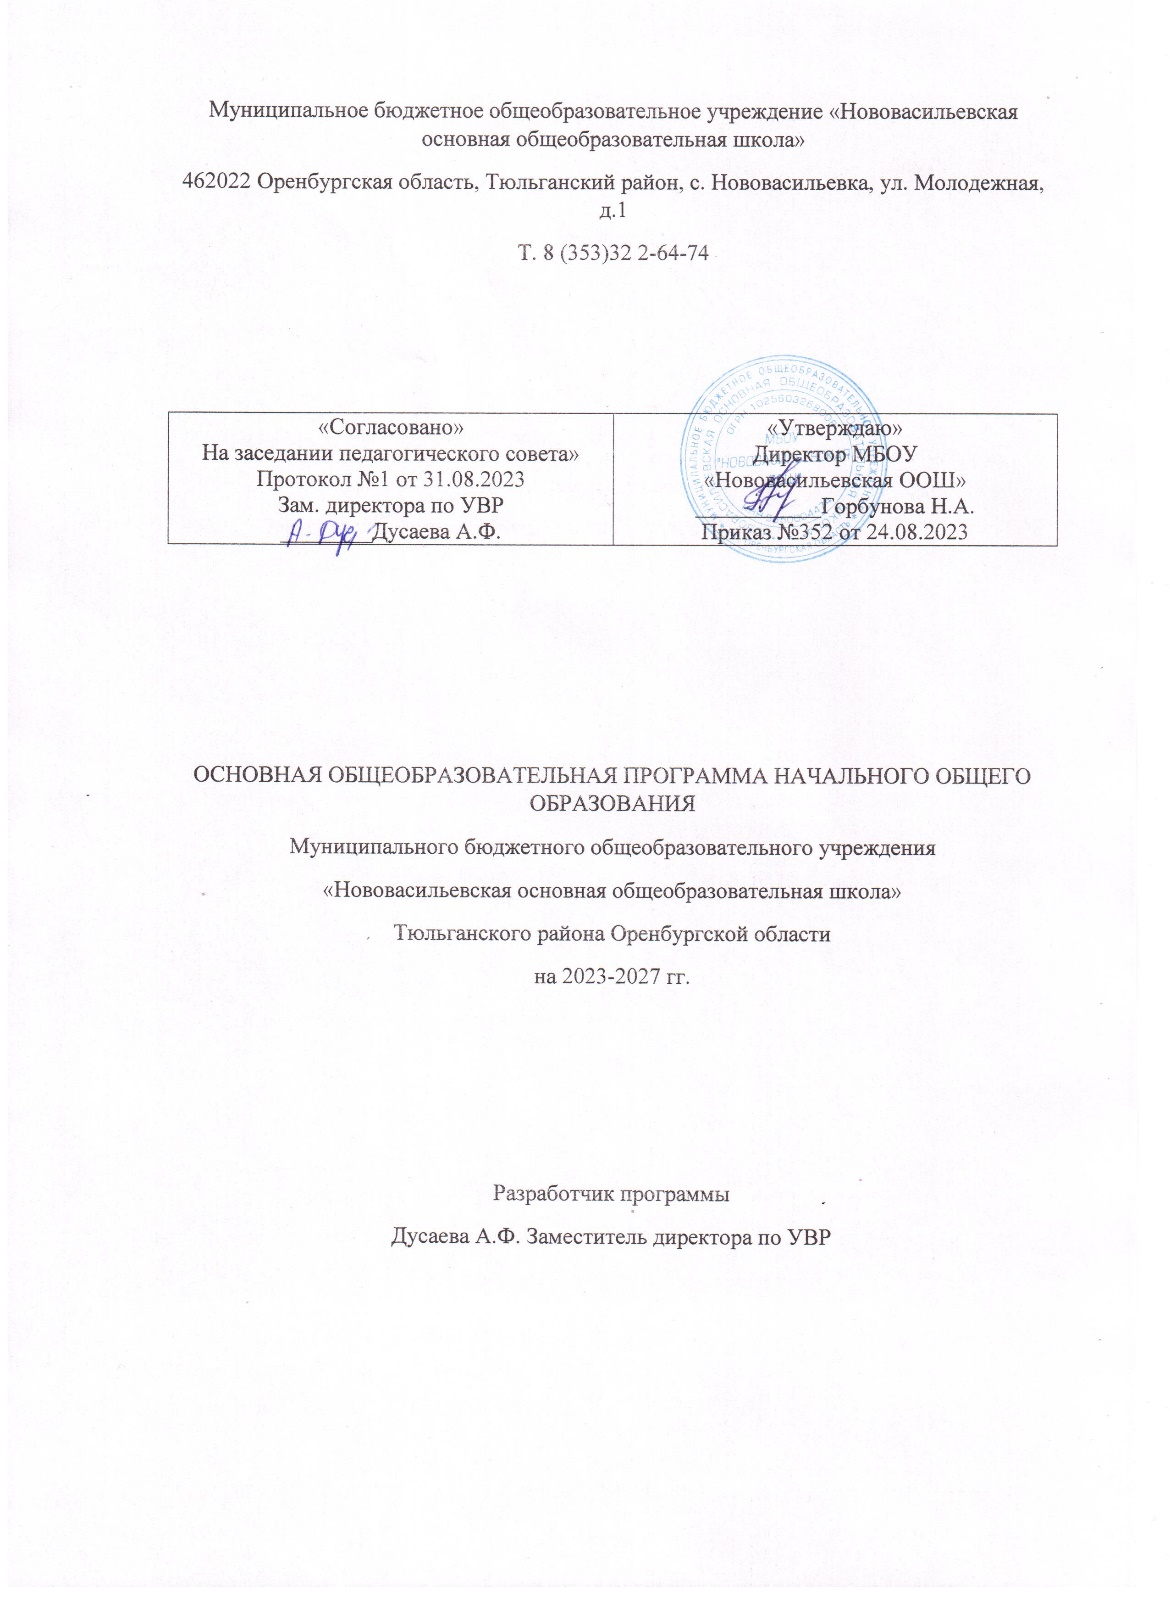 Муниципальное бюджетное общеобразовательное учреждение «Нововасильевская
основная общеобразовательная школа»
462022 Оренбургская область, Тюльганский район, с. Нововасильевка, ул. Молодежная,
д.1
Т. 8 (353)32 2-64-74
«Согласовано»
На заседании педагогического совета»
Протокол №1 от 31.08.2023
Зам. директора по УВР
Дусаева А.Ф.
«Утверждаю»
Директор МБОУ
«Нововасильевская ООШ»
Горбунова Н.А.
Приказ №352 от 24.08.2023
ОСНОВНАЯ ОБЩЕОБРАЗОВАТЕЛЬНАЯ ПРОГРАММА НАЧАЛЬНОГО ОБЩЕГО
ОБРАЗОВАНИЯ
Муниципального бюджетного общеобразовательного учреждения
«Нововасильевская основная общеобразовательная школа»
Тюльганского района Оренбургской области
на 2023-2027 гг.
Разработчик программы
Дусаева А.Ф. Заместитель директора по УВР